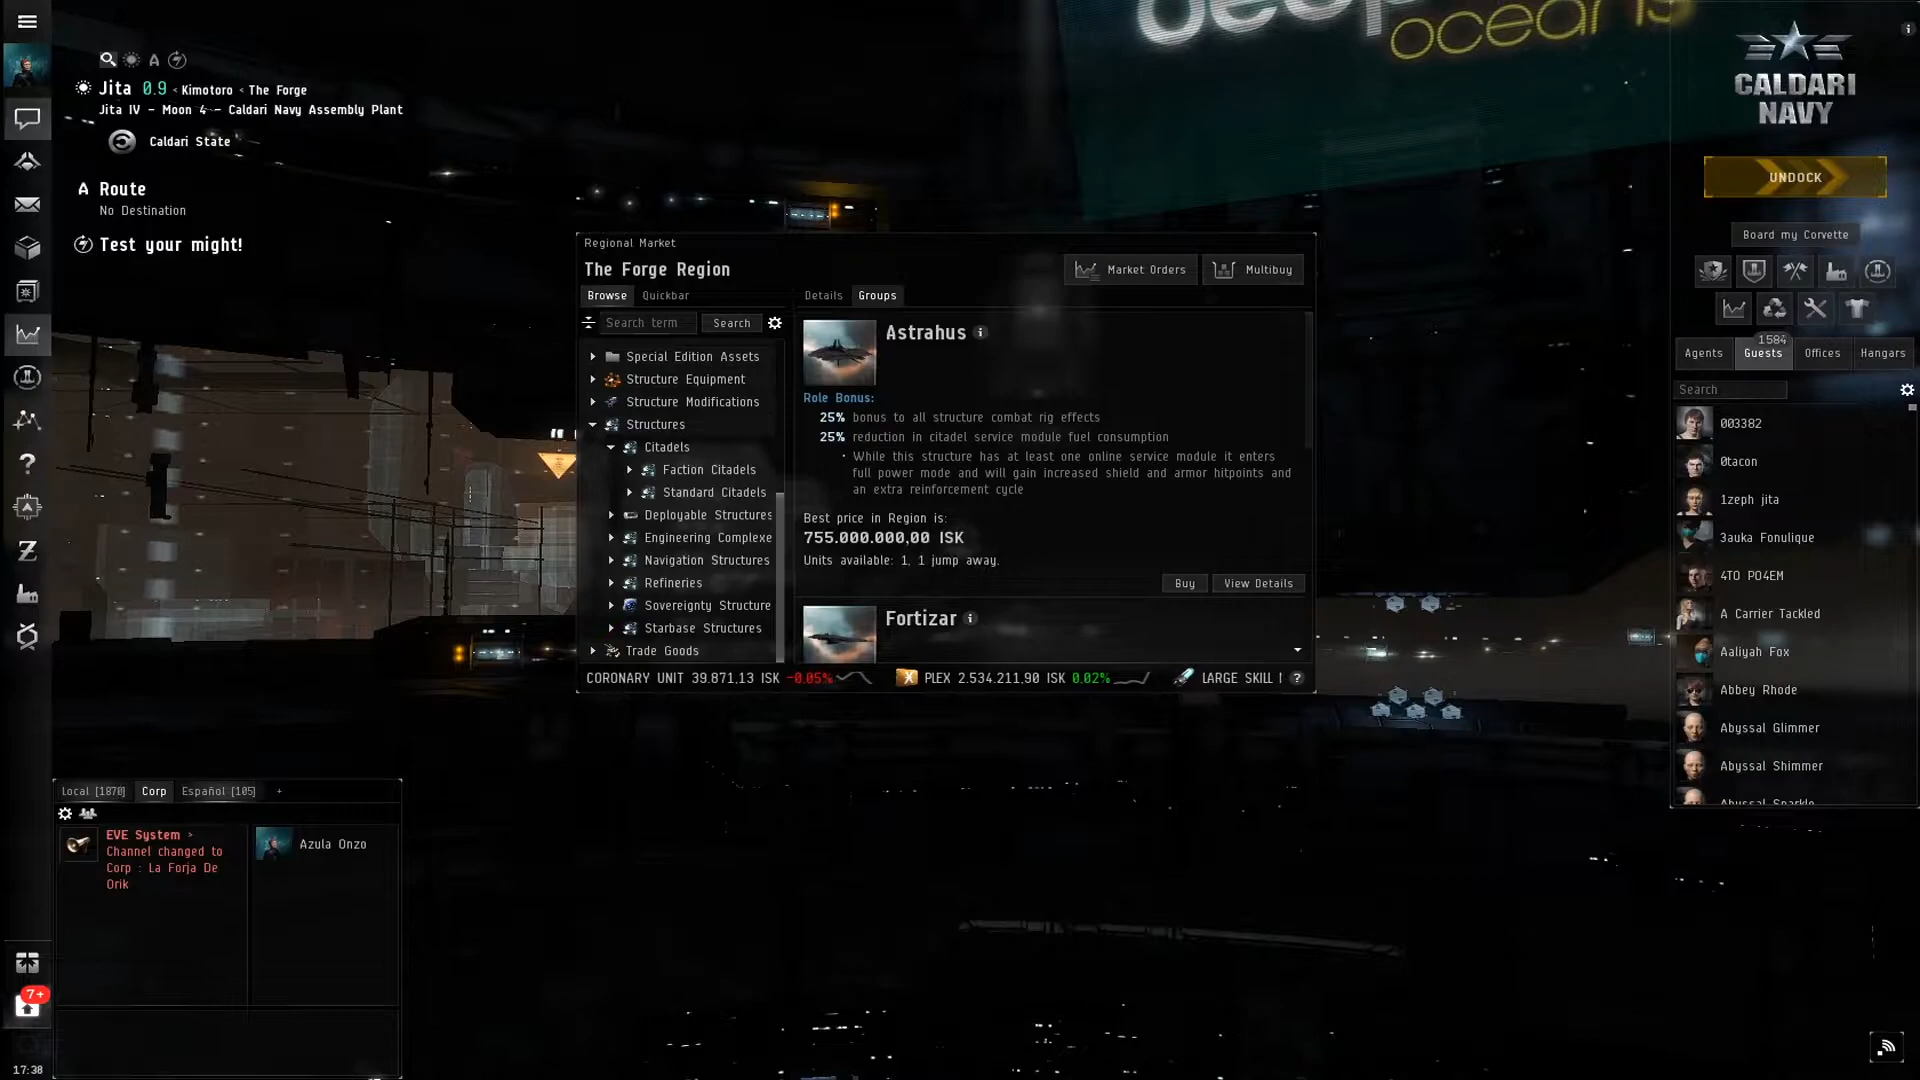 Jita 0.9 < Kimotoro < The Forge
Jita IV - Moon 4 - Caldari Navy Assembly Plant
Caldari State
A Route
No Destination
Test your might!
deep
oceans
CALDARI
NAVY
UNDOCK
Board my Corvette
1584
Agents Guests Offices Hangars
Search
003382
0tacon
1zeph jita
3auka Fonulique
4TO PO4EM
A Carrier Tackled
Aaliyah Fox
Abbey Rhode
Abyssal Glimmer
Abyssal Shimmer
Abyssal Sparkle
Regional Market
The Forge Region
Market Orders
Multibuy
Browse Quickbar
Details Groups
Search term
Search
Special Edition Assets
Structure Equipment
Structure Modifications
Structures
Citadels
Faction Citadels
Standard Citadels
Deployable Structures
Engineering Complexe
Navigation Structures
Refineries
Sovereignty Structure
Starbase Structures
Trade Goods
Astrahus
Role Bonus:
25% bonus to all structure combat rig effects
25% reduction in citadel service module fuel consumption
· While this structure has at least one online service module it enters
full power mode and will gain increased shield and armor hitpoints and
an extra reinforcement cycle
Best price in Region is:
755.000.000,00 ISK
Units available: 1, 1 jump away.
Buy
View Details
Fortizar
CORONARY UNIT 39.871,13 ISK -0.05% PLEX 2.534.211,90 ISK 0.02% LARGE SKILL I
Local [1870] Corp Español [105] +
EVE System >
Channel changed to
Corp : La Forja De
Orik
Azula Onzo
7+
17:38